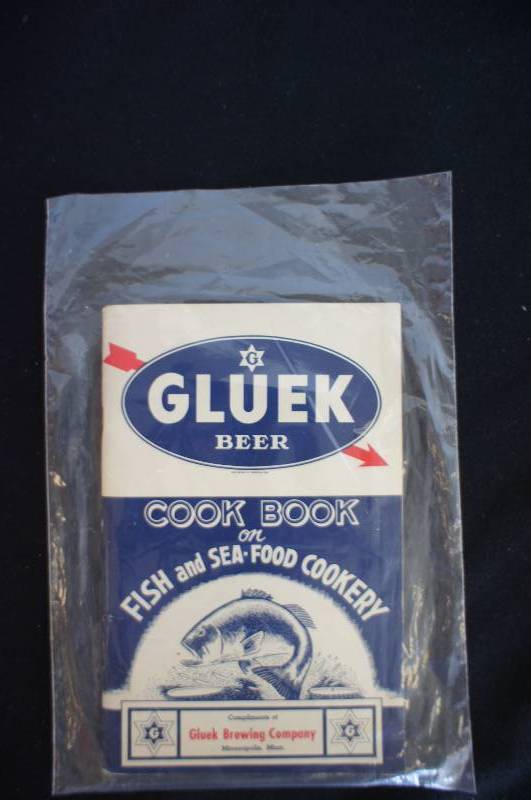 G
GLUEK
BEER
COOK BOOK
on
FISH and SEA-FOOD COOKERY
Compliments of
G Gluek Brewing Company G
Minneapolis, Minn.